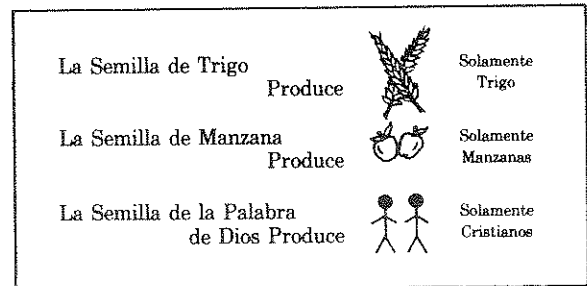 La Semilla de Trigo
Produce
Solamente
Trigo
La Semilla de Manzana
Produce
Solamente
Manzanas
La Semilla de la Palabra
de Dios Produce
Solamente
Cristianos